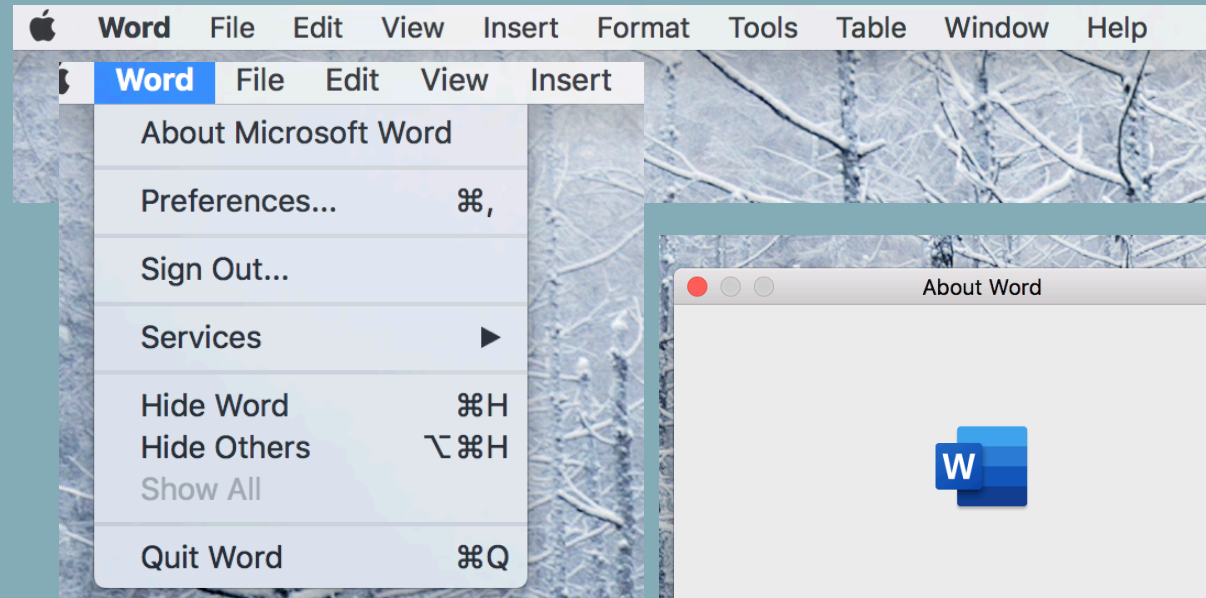 Word File Edit View Insert Format Tools Table Window Help
Word File Edit View Insert
About Microsoft Word
Preferences... ⌘,
Sign Out...
Services ▶
Hide Word ⌘H
Hide Others ⌥⌘H
Show All
Quit Word ⌘Q
About Word
W